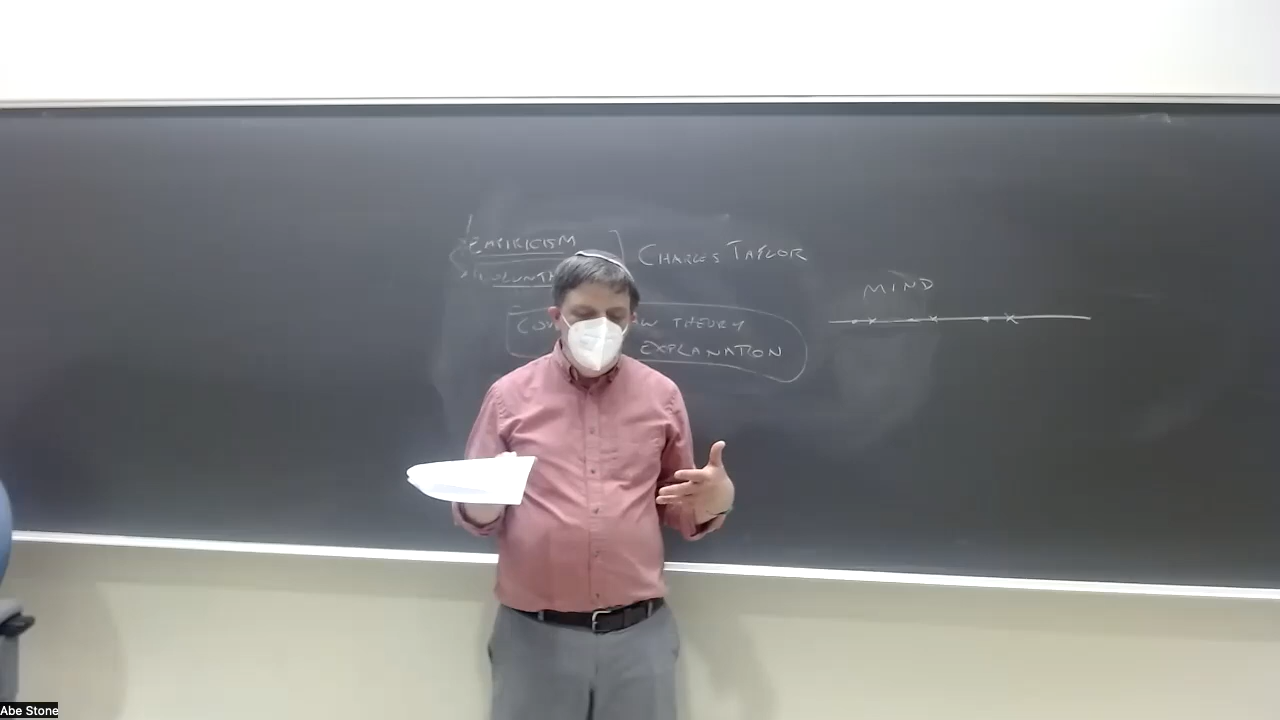 EMPIRICISM
CHARLES TAYLOR
MIND
THEORY
EXPLANATION
Abe Stone